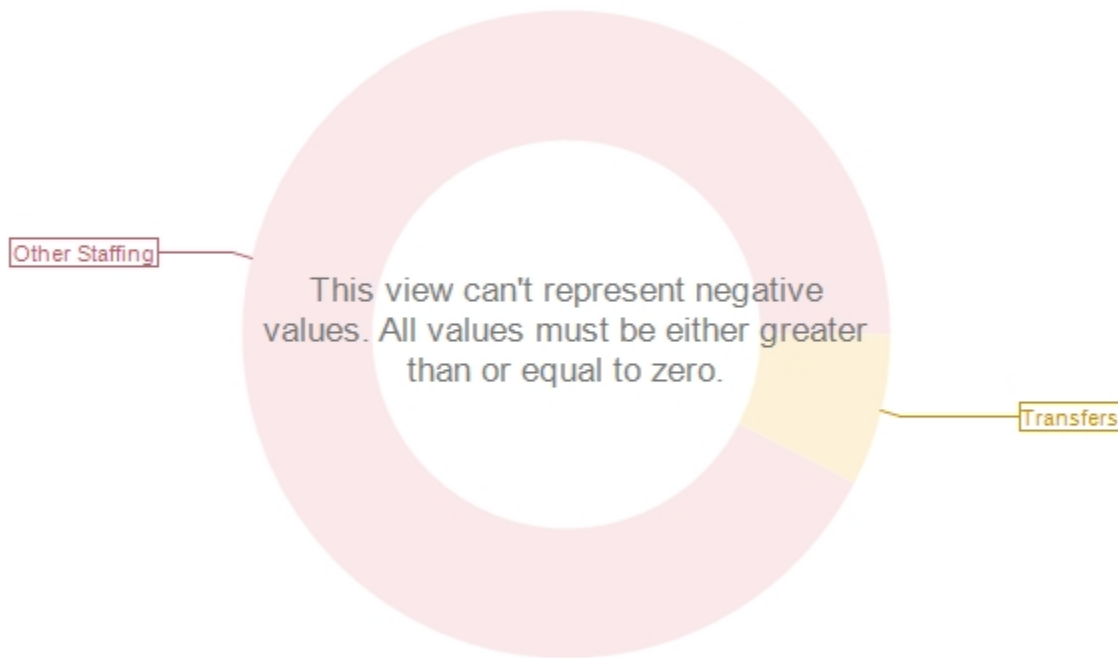 Other Staffing
This view can't represent negative
values. All values must be either greater
than or equal to zero.
Transfers